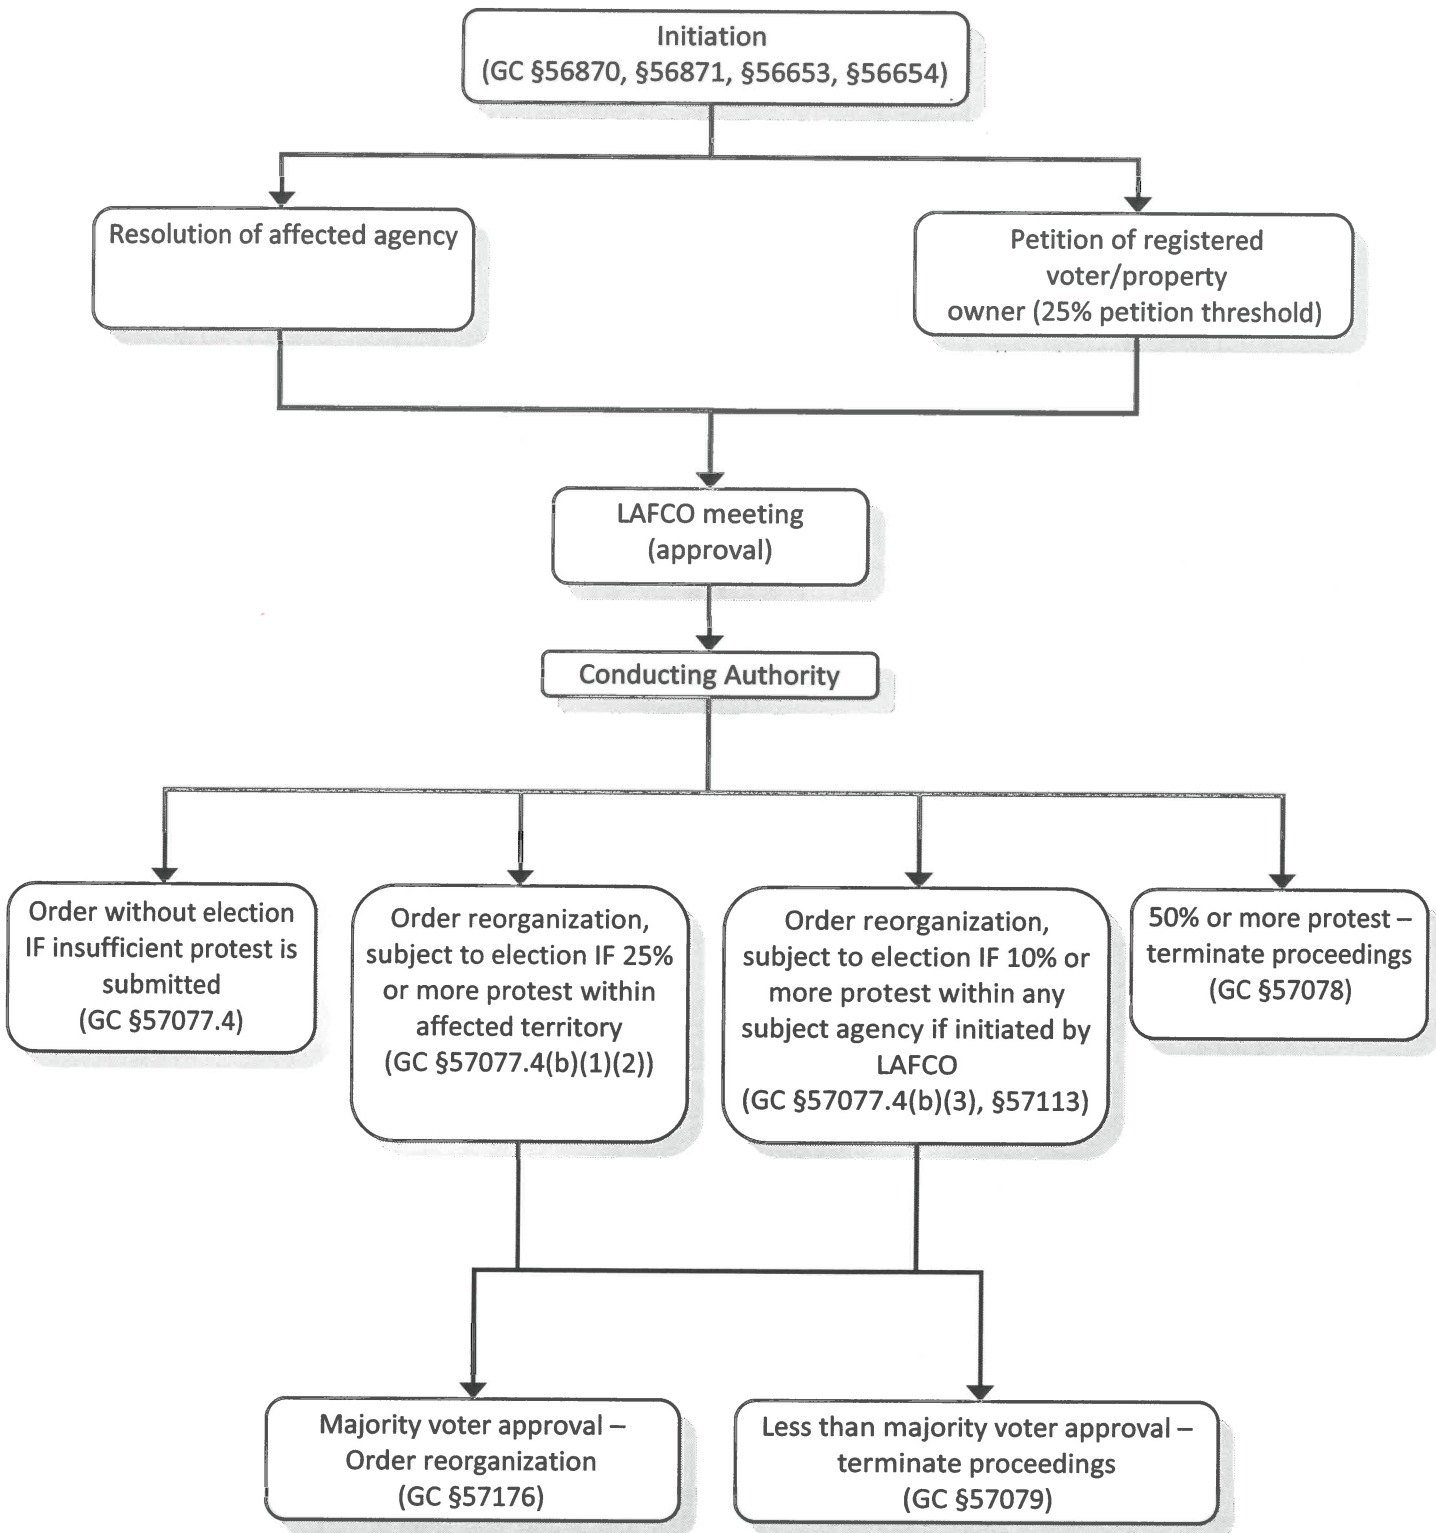 Initiation
(GC §56870, §56871, §56653, §56654)
Resolution of affected agency
Petition of registered
voter/property
owner (25% petition threshold)
LAFCO meeting
(approval)
Conducting Authority
Order without election
IF insufficient protest is
submitted
(GC §57077.4)
Order reorganization,
subject to election IF 25%
or more protest within
affected territory
(GC §57077.4(b)(1)(2))
Order reorganization,
subject to election IF 10% or
more protest within any
subject agency if initiated by
LAFCO
(GC §57077.4(b)(3), §57113)
50% or more protest –
terminate proceedings
(GC §57078)
Majority voter approval –
Order reorganization
(GC §57176)
Less than majority voter approval –
terminate proceedings
(GC §57079)